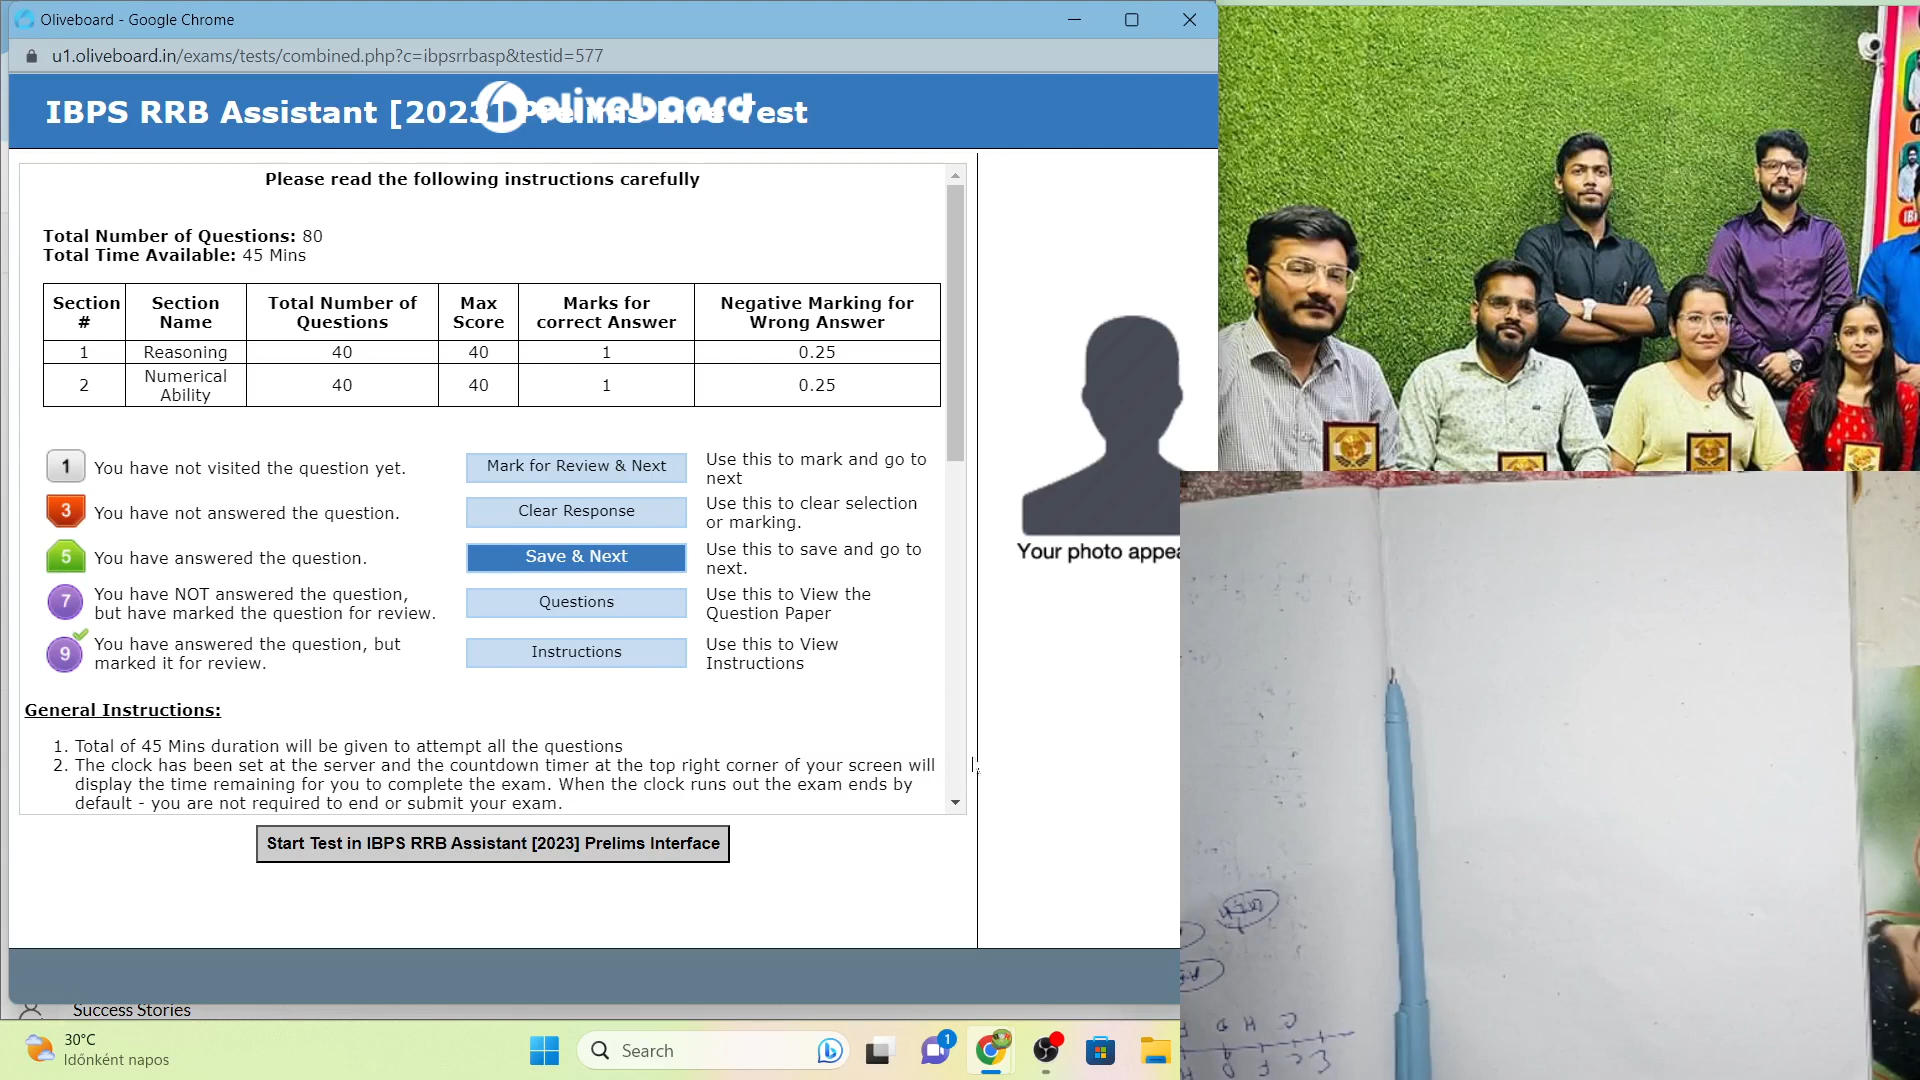 Oliveboard - Google Chrome
u1.oliveboard.in/exams/tests/combined.php?c=ibpsrrbasp&testid=577
IBPS RRB Assistant [2023] Prelims Live Test
oliveboard
Please read the following instructions carefully
Total Number of Questions: 80
Total Time Available: 45 Mins
Section # Section Name Total Number of Questions Max Score Marks for correct Answer Negative Marking for Wrong Answer
1 Reasoning 40 40 1 0.25
2 Numerical Ability 40 40 1 0.25
1 You have not visited the question yet. Mark for Review & Next Use this to mark and go to next
3 You have not answered the question. Clear Response Use this to clear selection or marking.
5 You have answered the question. Save & Next Use this to save and go to next.
7 You have NOT answered the question, but have marked the question for review. Questions Use this to View the Question Paper
9 You have answered the question, but marked it for review. Instructions Use this to View Instructions
Your photo appea
General Instructions:
1. Total of 45 Mins duration will be given to attempt all the questions
2. The clock has been set at the server and the countdown timer at the top right corner of your screen will
display the time remaining for you to complete the exam. When the clock runs out the exam ends by
default - you are not required to end or submit your exam.
Start Test in IBPS RRB Assistant [2023] Prelims Interface
Success Stories
30°C
Időnként napos
Search
1